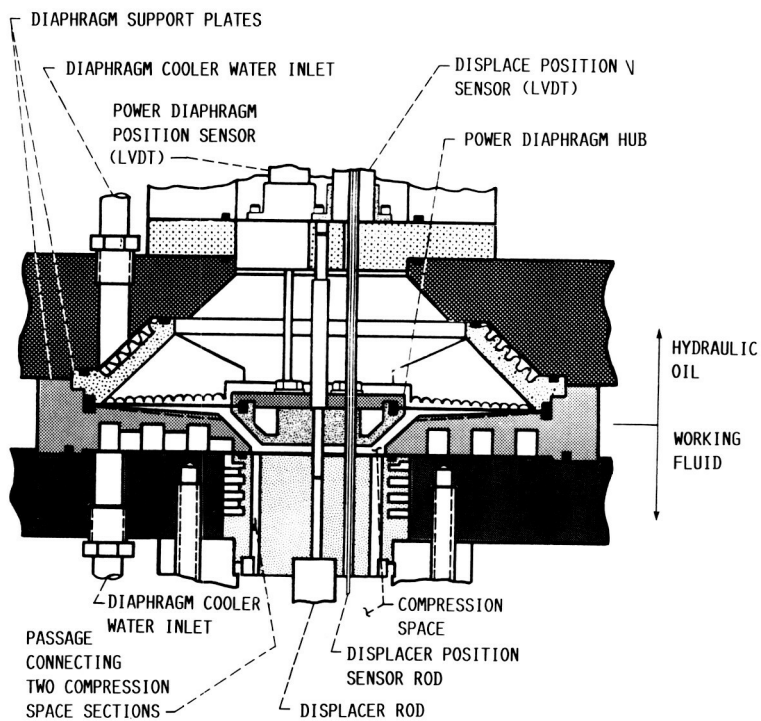 DIAPHRAGM SUPPORT PLATES
DIAPHRAGM COOLER WATER INLET
POWER DIAPHRAGM
POSITION SENSOR
(LVDT)
DISPLACE POSITION
SENSOR (LVDT)
POWER DIAPHRAGM HUB
HYDRAULIC
OIL
WORKING
FLUID
DIAPHRAGM COOLER
WATER INLET
PASSAGE
CONNECTING
TWO COMPRESSION
SPACE SECTIONS
DISPLACER ROD
COMPRESSION
SPACE
DISPLACER POSITION
SENSOR ROD